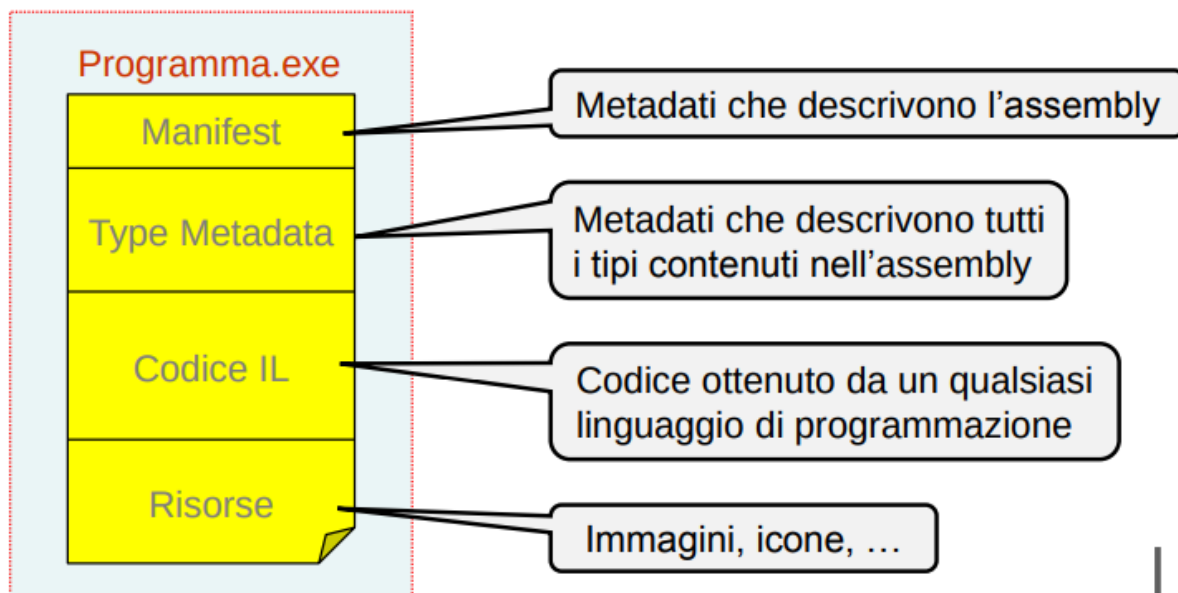 Programma.exe
Manifest
Metadati che descrivono l'assembly
Type Metadata
Metadati che descrivono tutti
i tipi contenuti nell'assembly
Codice IL
Codice ottenuto da un qualsiasi
linguaggio di programmazione
Risorse
Immagini, icone, …